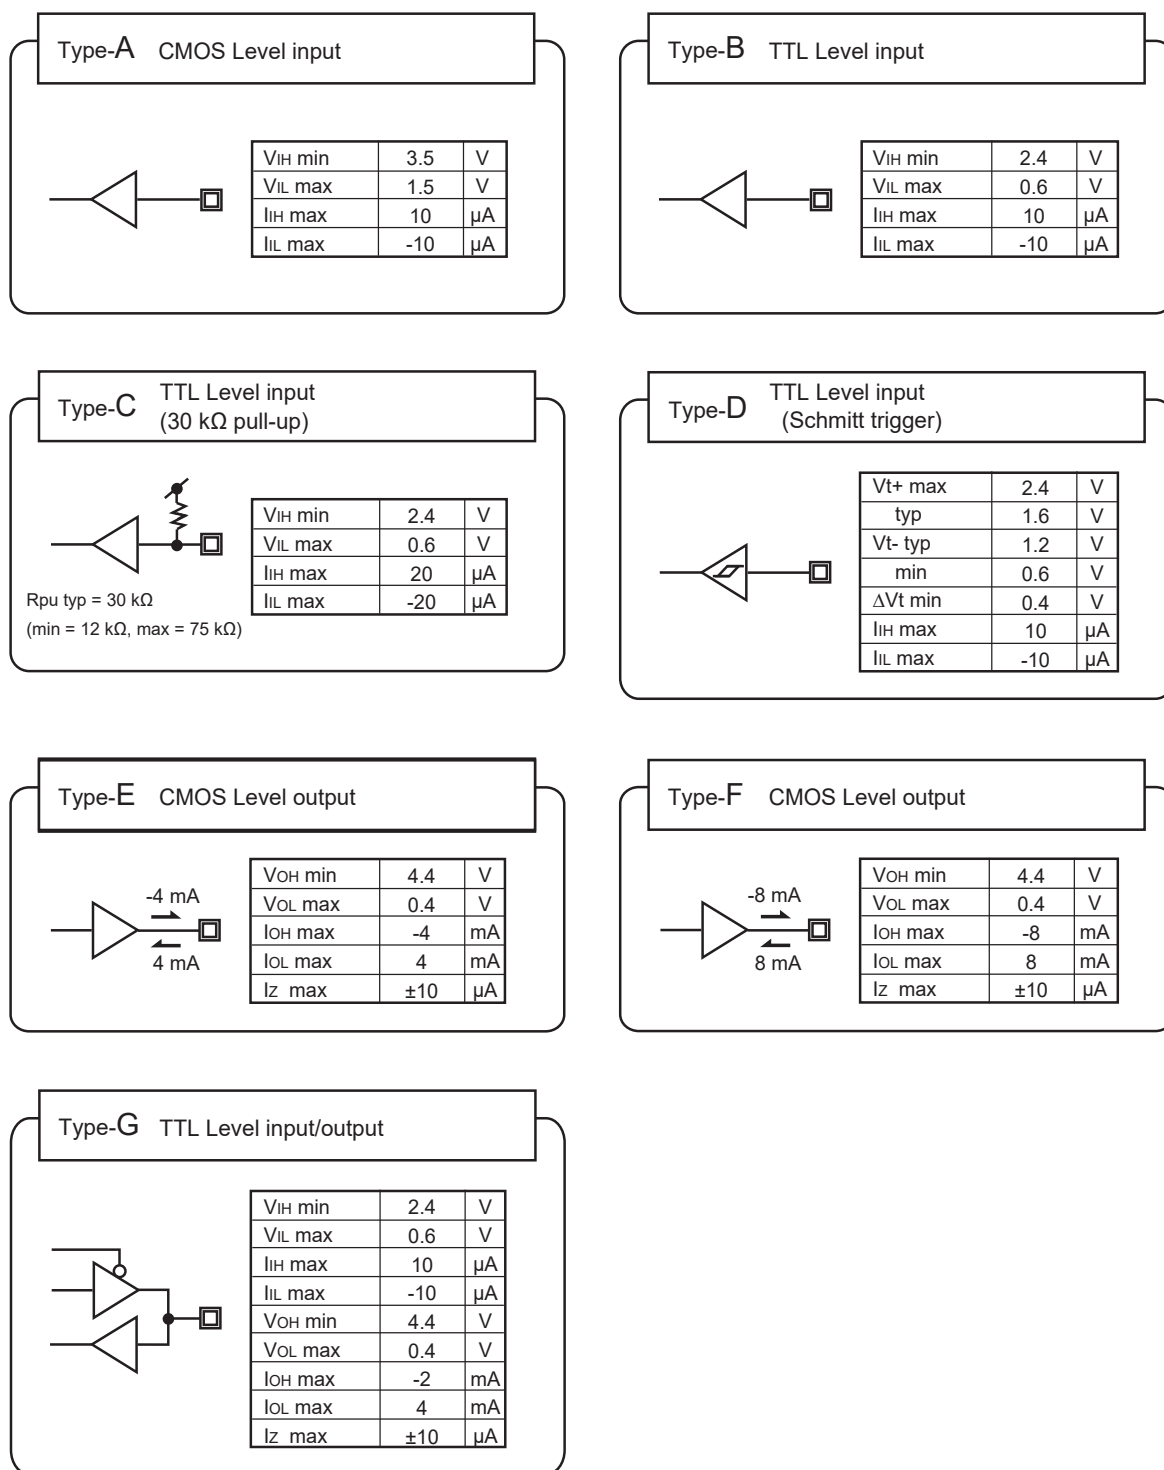 Type-A CMOS Level input
VIH min 3.5 V
VIL max 1.5 V
IIH max 10 µA
IIL max -10 µA
Type-B TTL Level input
VIH min 2.4 V
VIL max 0.6 V
IIH max 10 µA
IIL max -10 µA
Type-C TTL Level input
(30 kΩ pull-up)
VIH min 2.4 V
VIL max 0.6 V
IIH max 20 µA
IIL max -20 µA
Rpu typ = 30 kΩ
(min = 12 kΩ, max = 75 kΩ)
Type-D TTL Level input
(Schmitt trigger)
Vt+ max 2.4 V
typ 1.6 V
Vt- typ 1.2 V
min 0.6 V
ΔVt min 0.4 V
IIH max 10 µA
IIL max -10 µA
Type-E CMOS Level output
-4 mA
4 mA
VOH min 4.4 V
VOL max 0.4 V
IOH max -4 mA
IOL max 4 mA
IZ max ±10 µA
Type-F CMOS Level output
-8 mA
8 mA
VOH min 4.4 V
VOL max 0.4 V
IOH max -8 mA
IOL max 8 mA
IZ max ±10 µA
Type-G TTL Level input/output
VIH min 2.4 V
VIL max 0.6 V
IIH max 10 µA
IIL max -10 µA
VOH min 4.4 V
VOL max 0.4 V
IOH max -2 mA
IOL max 4 mA
IZ max ±10 µA